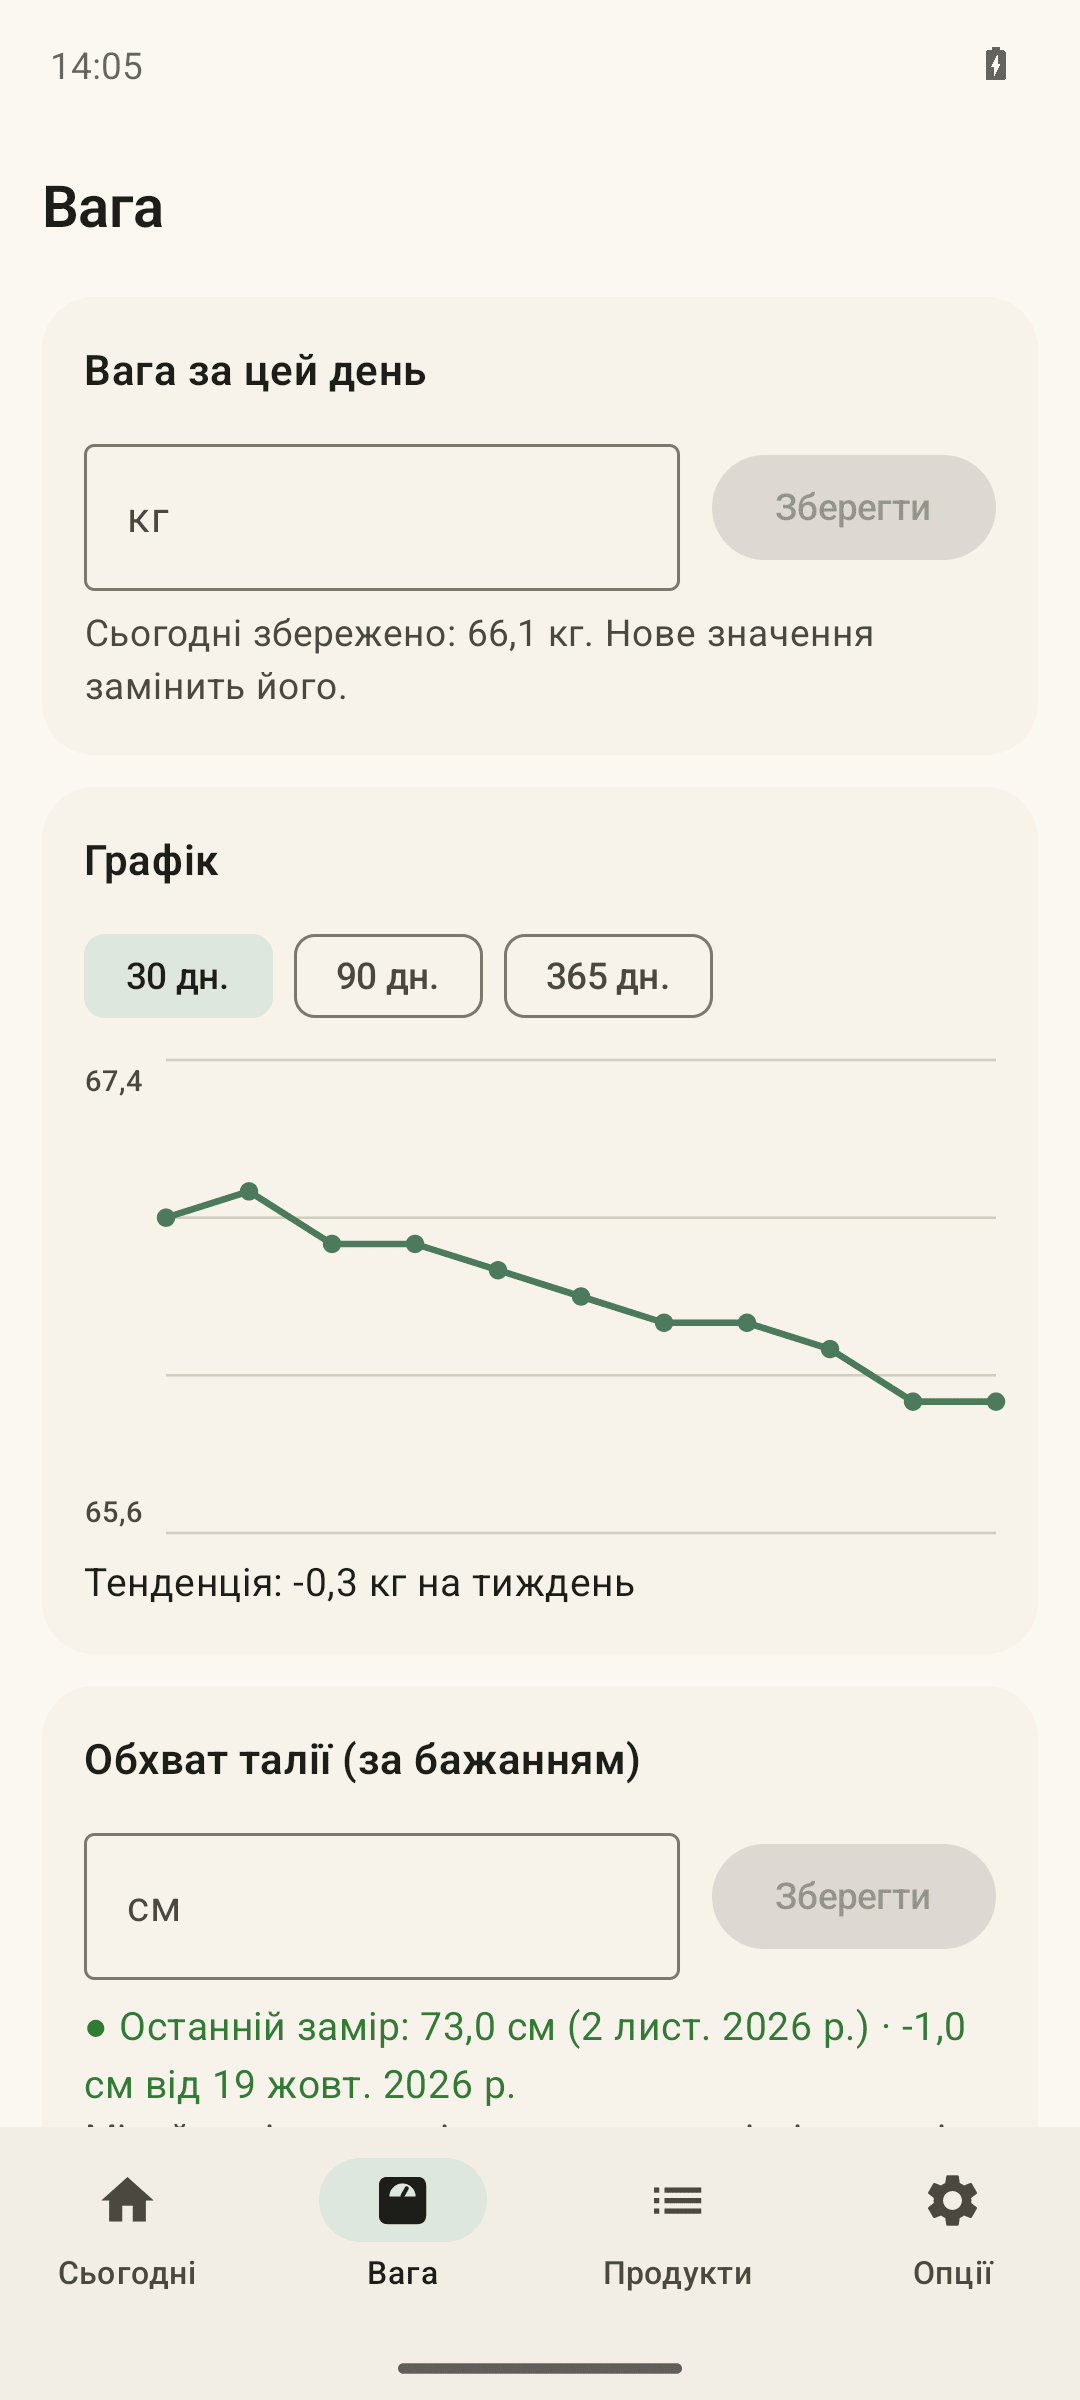 14:05
Вага
Вага за цей день
кг
Зберегти
Сьогодні збережено: 66,1 кг. Нове значення
замінить його.
Графік
30 дн.
90 дн.
365 дн.
67,4
65,6
Тенденція: -0,3 кг на тиждень
Обхват талії (за бажанням)
см
Зберегти
● Останній замір: 73,0 см (2 лист. 2026 р.) · -1,0
см від 19 жовт. 2026 р.
Сьогодні
Вага
Продукти
Опції